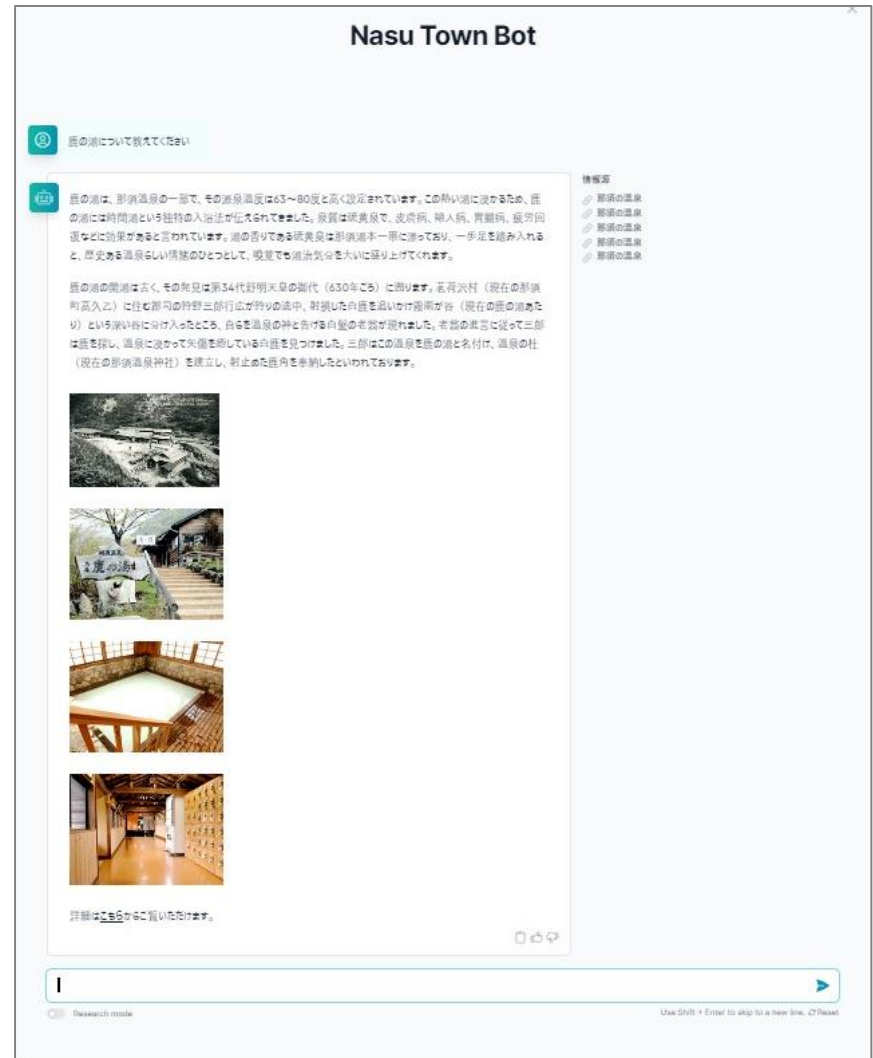 Nasu Town Bot
鹿の湯について教えてください
情報源
那須の温泉
那須の温泉
那須の温泉
那須の温泉
那須の温泉
鹿の湯は、那須温泉の一部で、その源泉温度は63〜80度と高く設定されています。この熱い湯に浸かるため、鹿
の湯には時間湯という独特の入浴法が伝えられてきました。泉質は硫黄泉で、皮膚病、婦人病、胃腸病、疲労回
復などに効果があると言われています。湯の香りである硫黄臭は那須湯本一帯に漂っており、一歩足を踏み入れる
と、歴史ある温泉らしい情緒のひとつとして、嗅覚でも湯治気分を大いに盛り上げてくれます。
鹿の湯の開湯は古く、その発見は第34代舒明天皇の御代（630年ごろ）に遡ります。茗荷沢村（現在の那須
町高久乙）に住む郡司の狩野三郎行広が狩りの途中、射損じた白鹿を追いかけ霧雨が谷（現在の鹿の湯あた
り）という深い谷に分け入ったところ、自らを温泉の神と告げる白髪の老翁が現れました。老翁の進言に従って三郎
は鹿を探し、温泉に浸かって矢傷を癒している白鹿を見つけました。三郎はこの温泉を鹿の湯と名付け、温泉の杜
（現在の那須温泉神社）を建立し、射止めた鹿角を奉納したといわれております。
鹿の湯
詳細はこちらからご覧いただけます。
Research mode
Use Shift + Enter to skip to a new line. Reset